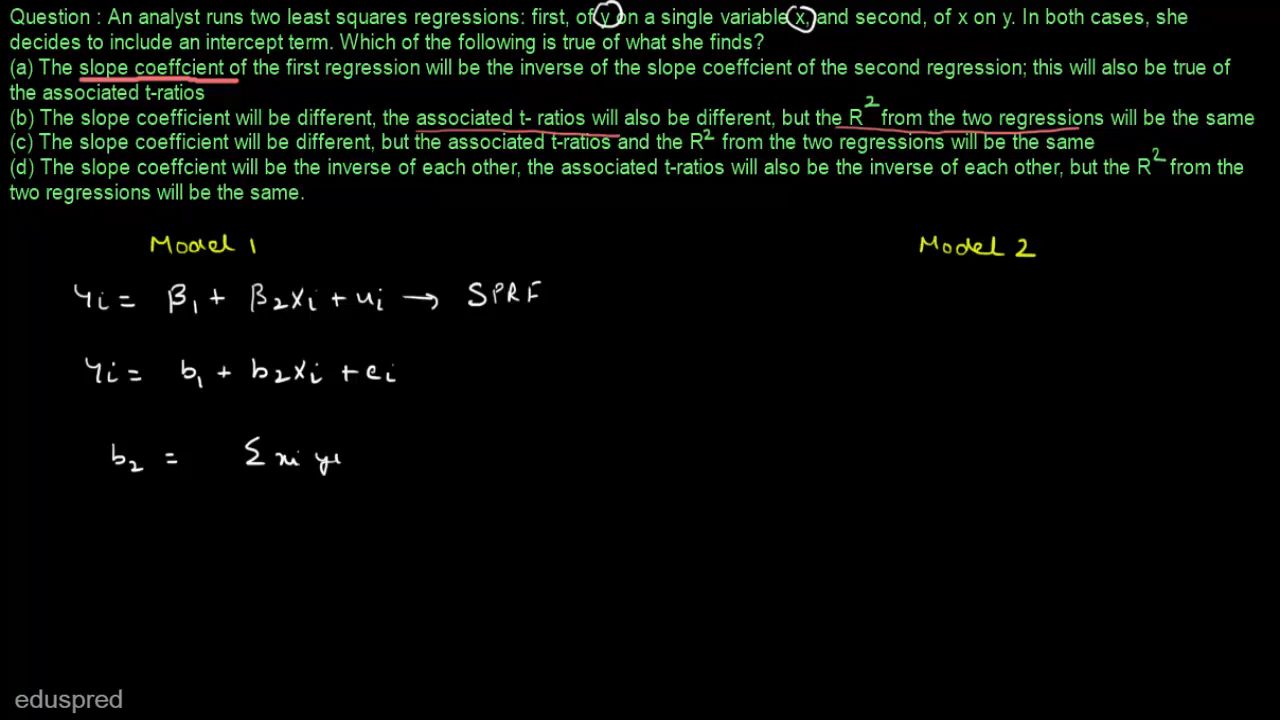 Question : An analyst runs two least squares regressions: first, of y on a single variable x, and second, of x on y. In both cases, she
decides to include an intercept term. Which of the following is true of what she finds?
(a) The slope coeffcient of the first regression will be the inverse of the slope coeffcient of the second regression; this will also be true of
the associated t-ratios
(b) The slope coefficient will be different, the associated t- ratios will also be different, but the R² from the two regressions will be the same
(c) The slope coefficient will be different, but the associated t-ratios and the R² from the two regressions will be the same
(d) The slope coeffcient will be the inverse of each other, the associated t-ratios will also be the inverse of each other, but the R² from the
two regressions will be the same.
Model 1 Model 2
Yi = β₁ + β₂Xi + ui → SPRF
Yi = b₁ + b₂Xi + ei
b₂ = Σ xi yi
eduspred